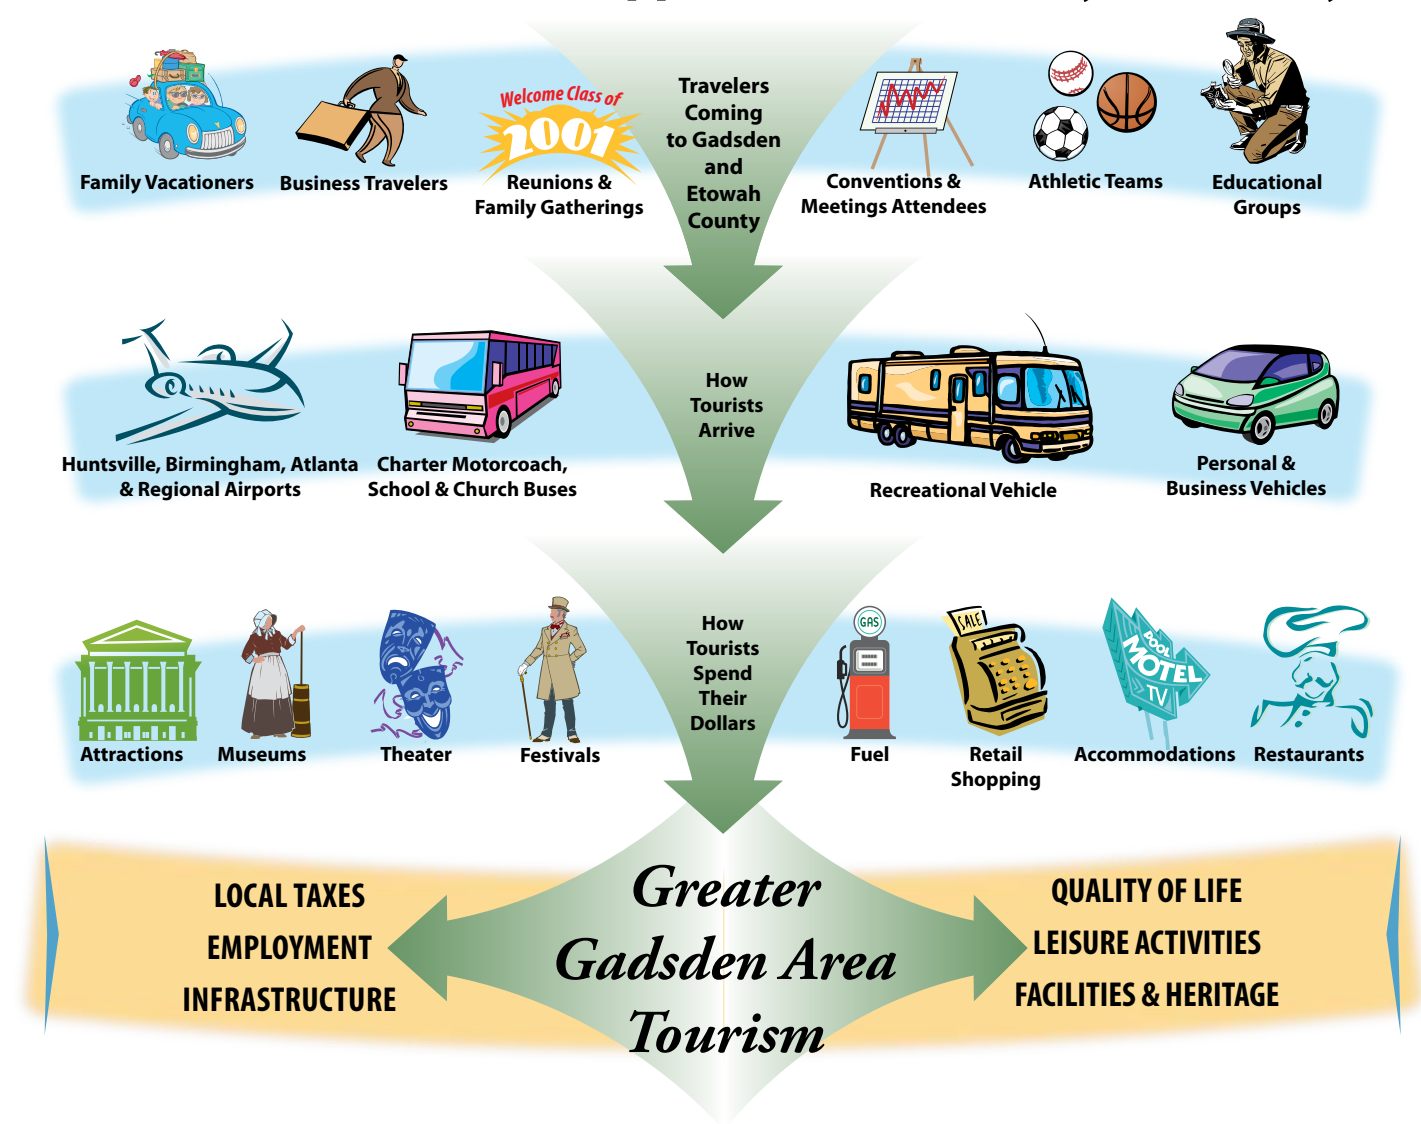 Welcome Class of
2001
Family Vacationers
Business Travelers
Reunions &
Family Gatherings
Travelers
Coming
to Gadsden
and
Etowah
County
Conventions &
Meetings Attendees
Athletic Teams
Educational
Groups
Huntsville, Birmingham, Atlanta
& Regional Airports
Charter Motorcoach,
School & Church Buses
How
Tourists
Arrive
Recreational Vehicle
Personal &
Business Vehicles
Attractions
Museums
Theater
Festivals
How
Tourists
Spend
Their
Dollars
GAS
Fuel
SALE
Retail
Shopping
POOL
MOTEL
TV
Accommodations
Restaurants
LOCAL TAXES
EMPLOYMENT
INFRASTRUCTURE
Greater
Gadsden Area
Tourism
QUALITY OF LIFE
LEISURE ACTIVITIES
FACILITIES & HERITAGE